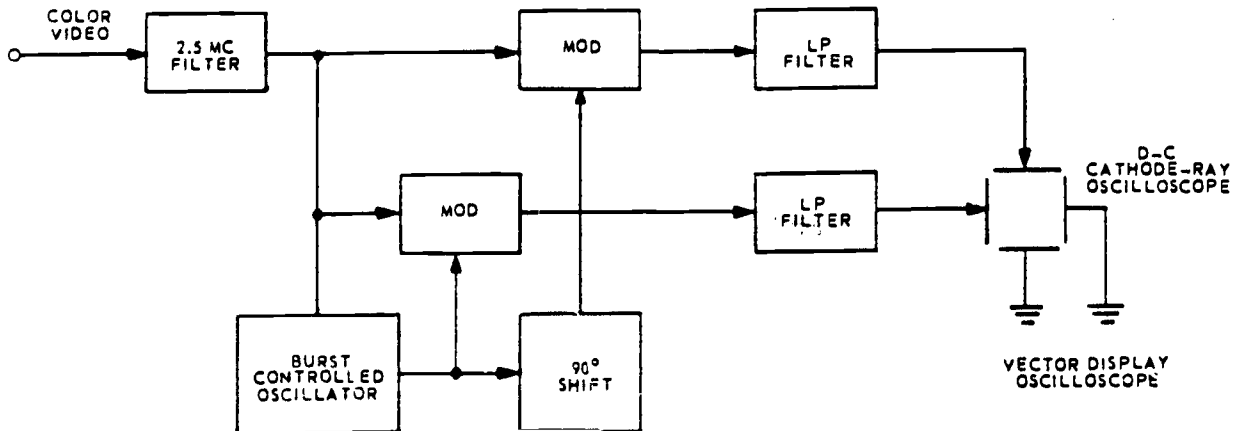 COLOR
VIDEO
2.5 MC
FILTER
MOD
LP
FILTER
D-C
CATHODE-RAY
OSCILLOSCOPE
MOD
LP
FILTER
BURST
CONTROLLED
OSCILLATOR
90°
SHIFT
VECTOR DISPLAY
OSCILLOSCOPE